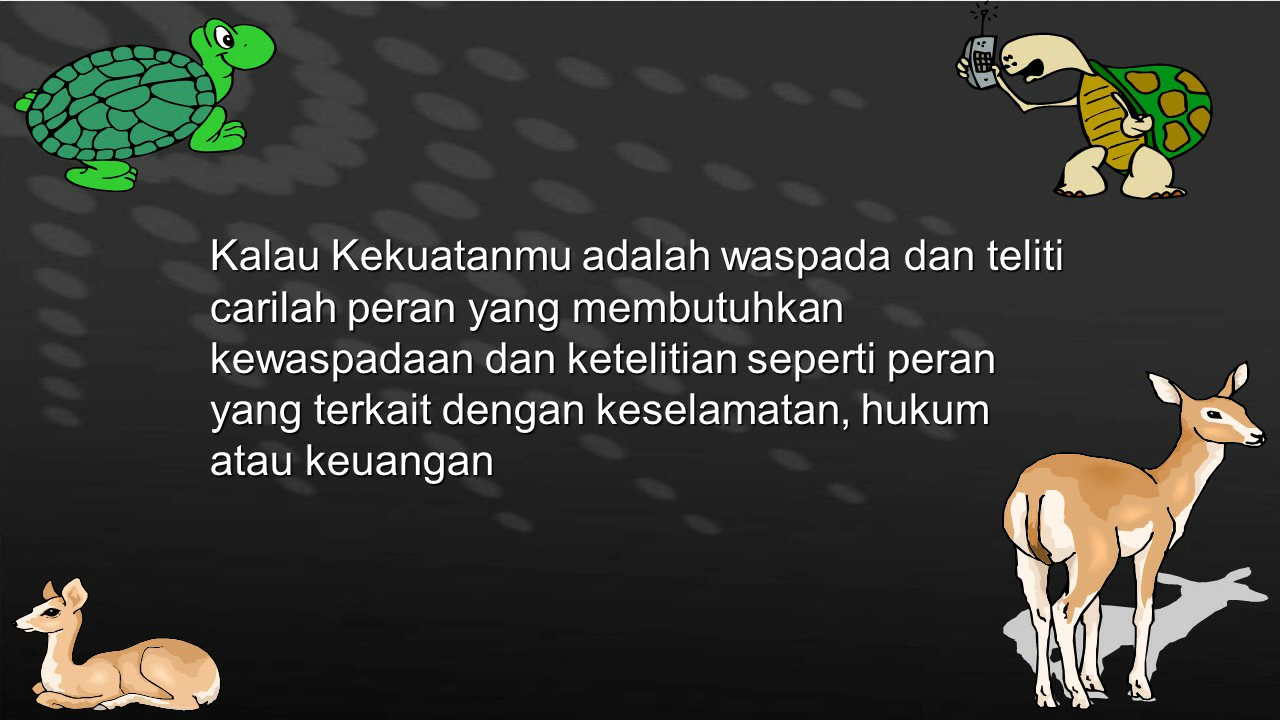 Kalau Kekuatanmu adalah waspada dan teliti
carilah peran yang membutuhkan
kewaspadaan dan ketelitian seperti peran
yang terkait dengan keselamatan, hukum
atau keuangan